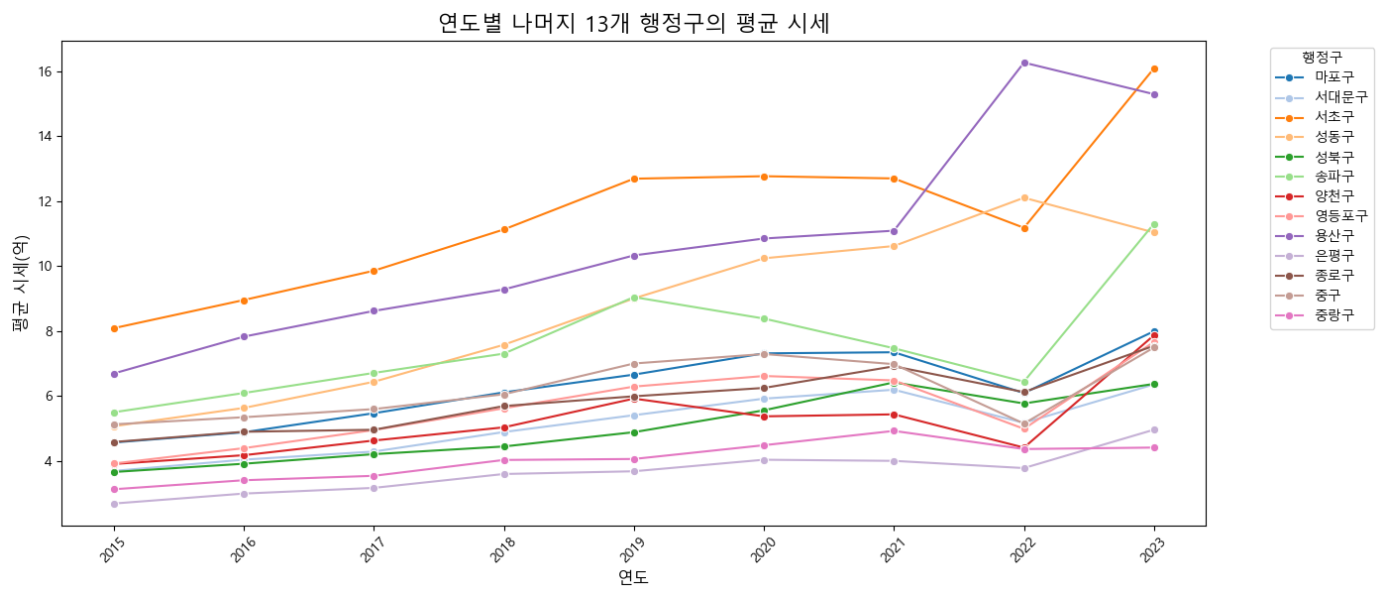 연도별 나머지 13개 행정구의 평균 시세
평균 시세(억)
16
14
12
10
8
6
4
2015
2016
2017
2018
2019
2020
2021
2022
2023
연도
행정구
마포구
서대문구
서초구
성동구
성북구
송파구
양천구
영등포구
용산구
은평구
종로구
중구
중랑구